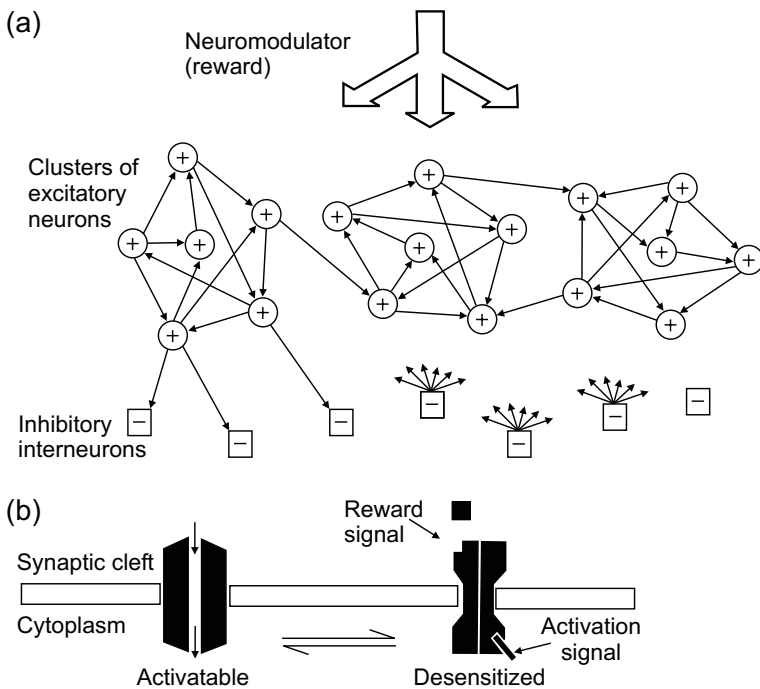 (a)
Neuromodulator
(reward)
Clusters of
excitatory
neurons
+ + + + + +
+ + + + + +
+ + + + + +
Inhibitory
interneurons
− − − − − − −
(b)
Reward
signal
Synaptic cleft
Cytoplasm
Activation
signal
Activatable
Desensitized